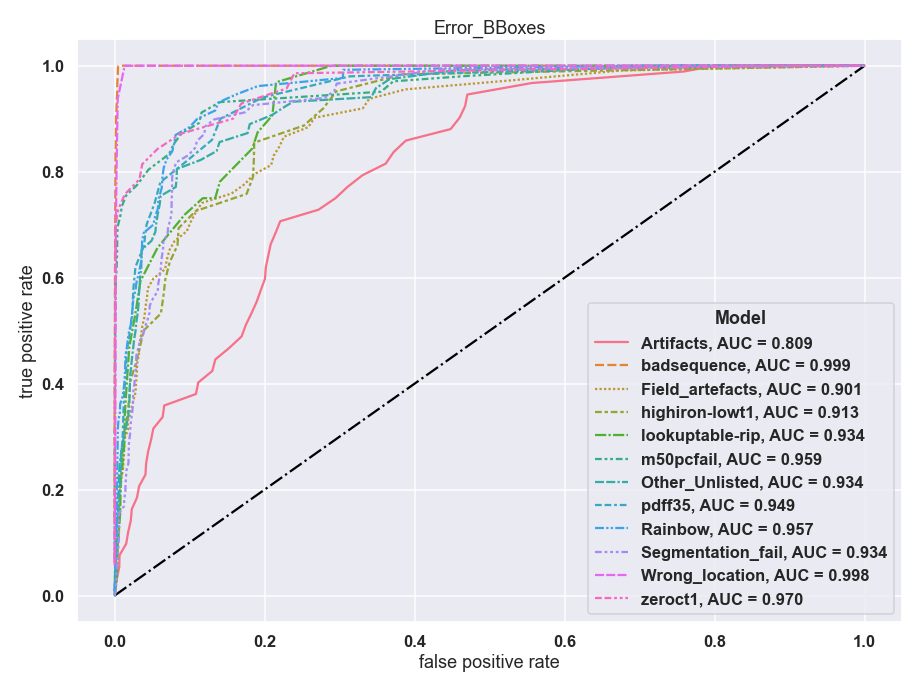 Error_BBoxes
1.0
0.8
0.6
0.4
0.2
0.0
true positive rate
0.0 0.2 0.4 0.6 0.8 1.0
false positive rate
Model
Artifacts, AUC = 0.809
badsequence, AUC = 0.999
Field_artefacts, AUC = 0.901
highiron-lowt1, AUC = 0.913
lookuptable-rip, AUC = 0.934
m50pcfail, AUC = 0.959
Other_Unlisted, AUC = 0.934
pdff35, AUC = 0.949
Rainbow, AUC = 0.957
Segmentation_fail, AUC = 0.934
Wrong_location, AUC = 0.998
zeroct1, AUC = 0.970